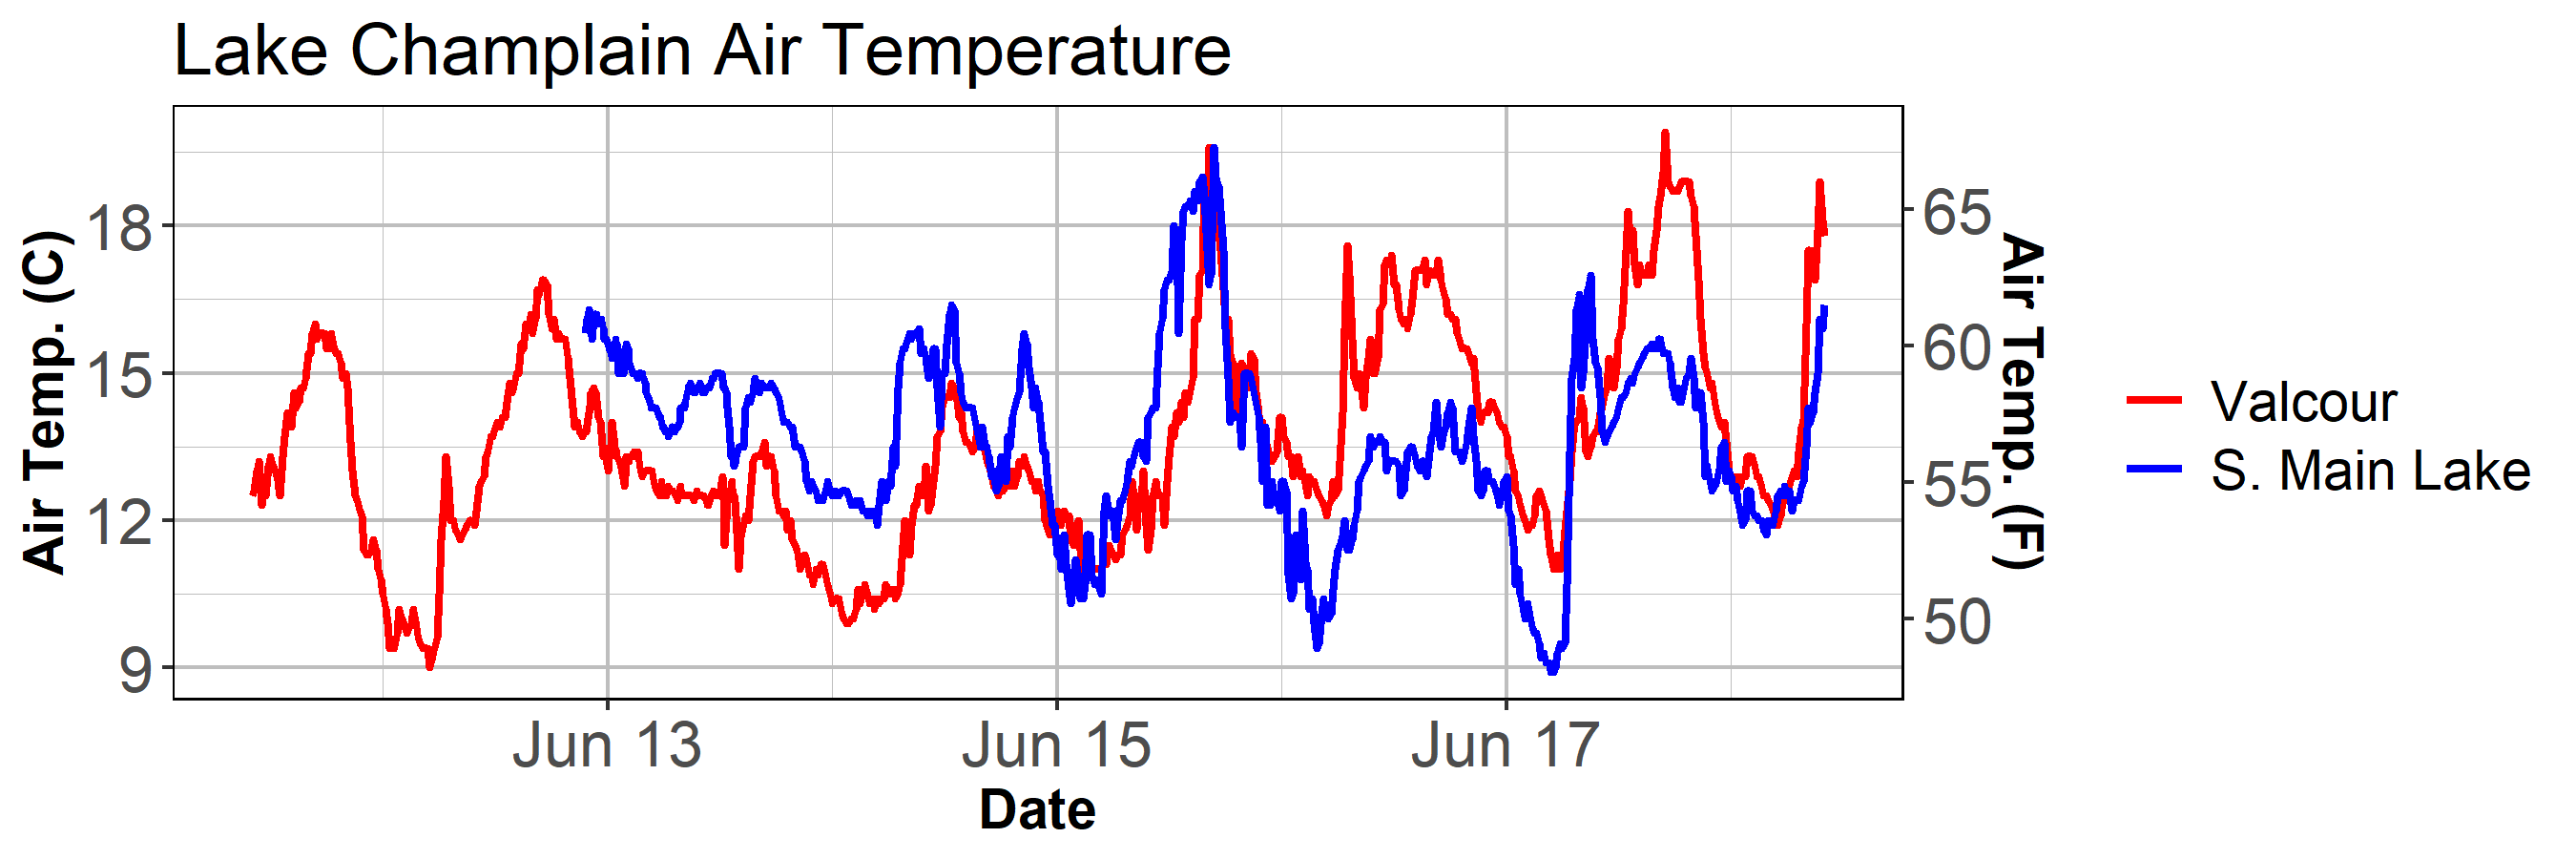 Lake Champlain Air Temperature
Air Temp. (C)
18
15
12
9
65
60
55
50
Air Temp. (F)
Jun 13
Jun 15
Jun 17
Date
Valcour
S. Main Lake